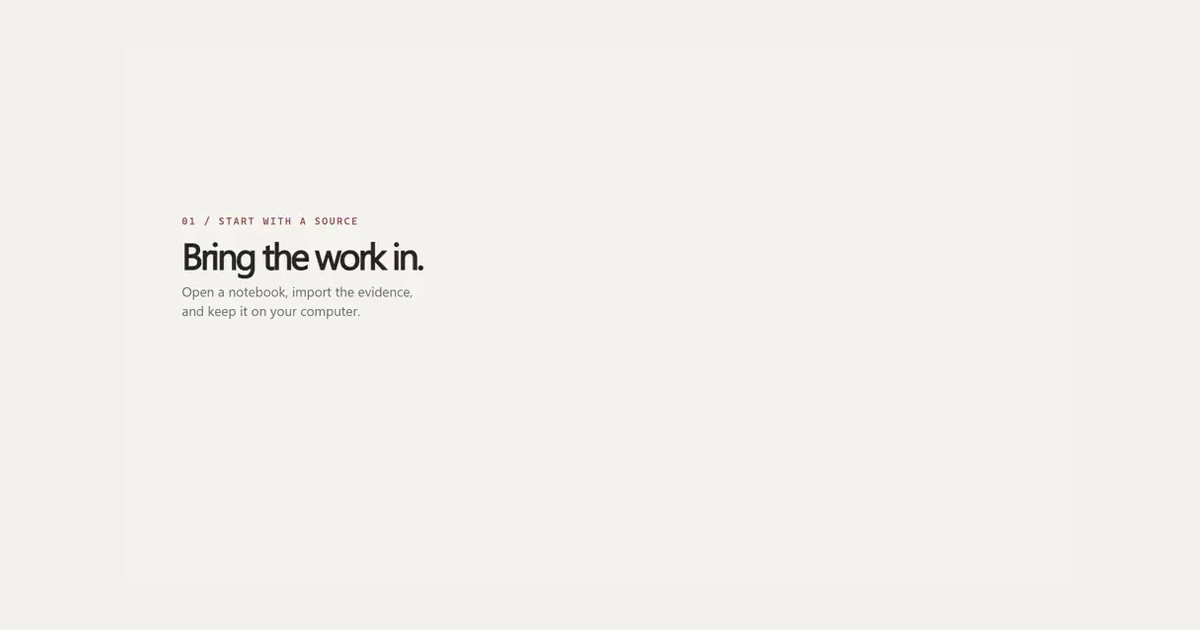 01 / START WITH A SOURCE
Bring the work in.
Open a notebook, import the evidence,
and keep it on your computer.